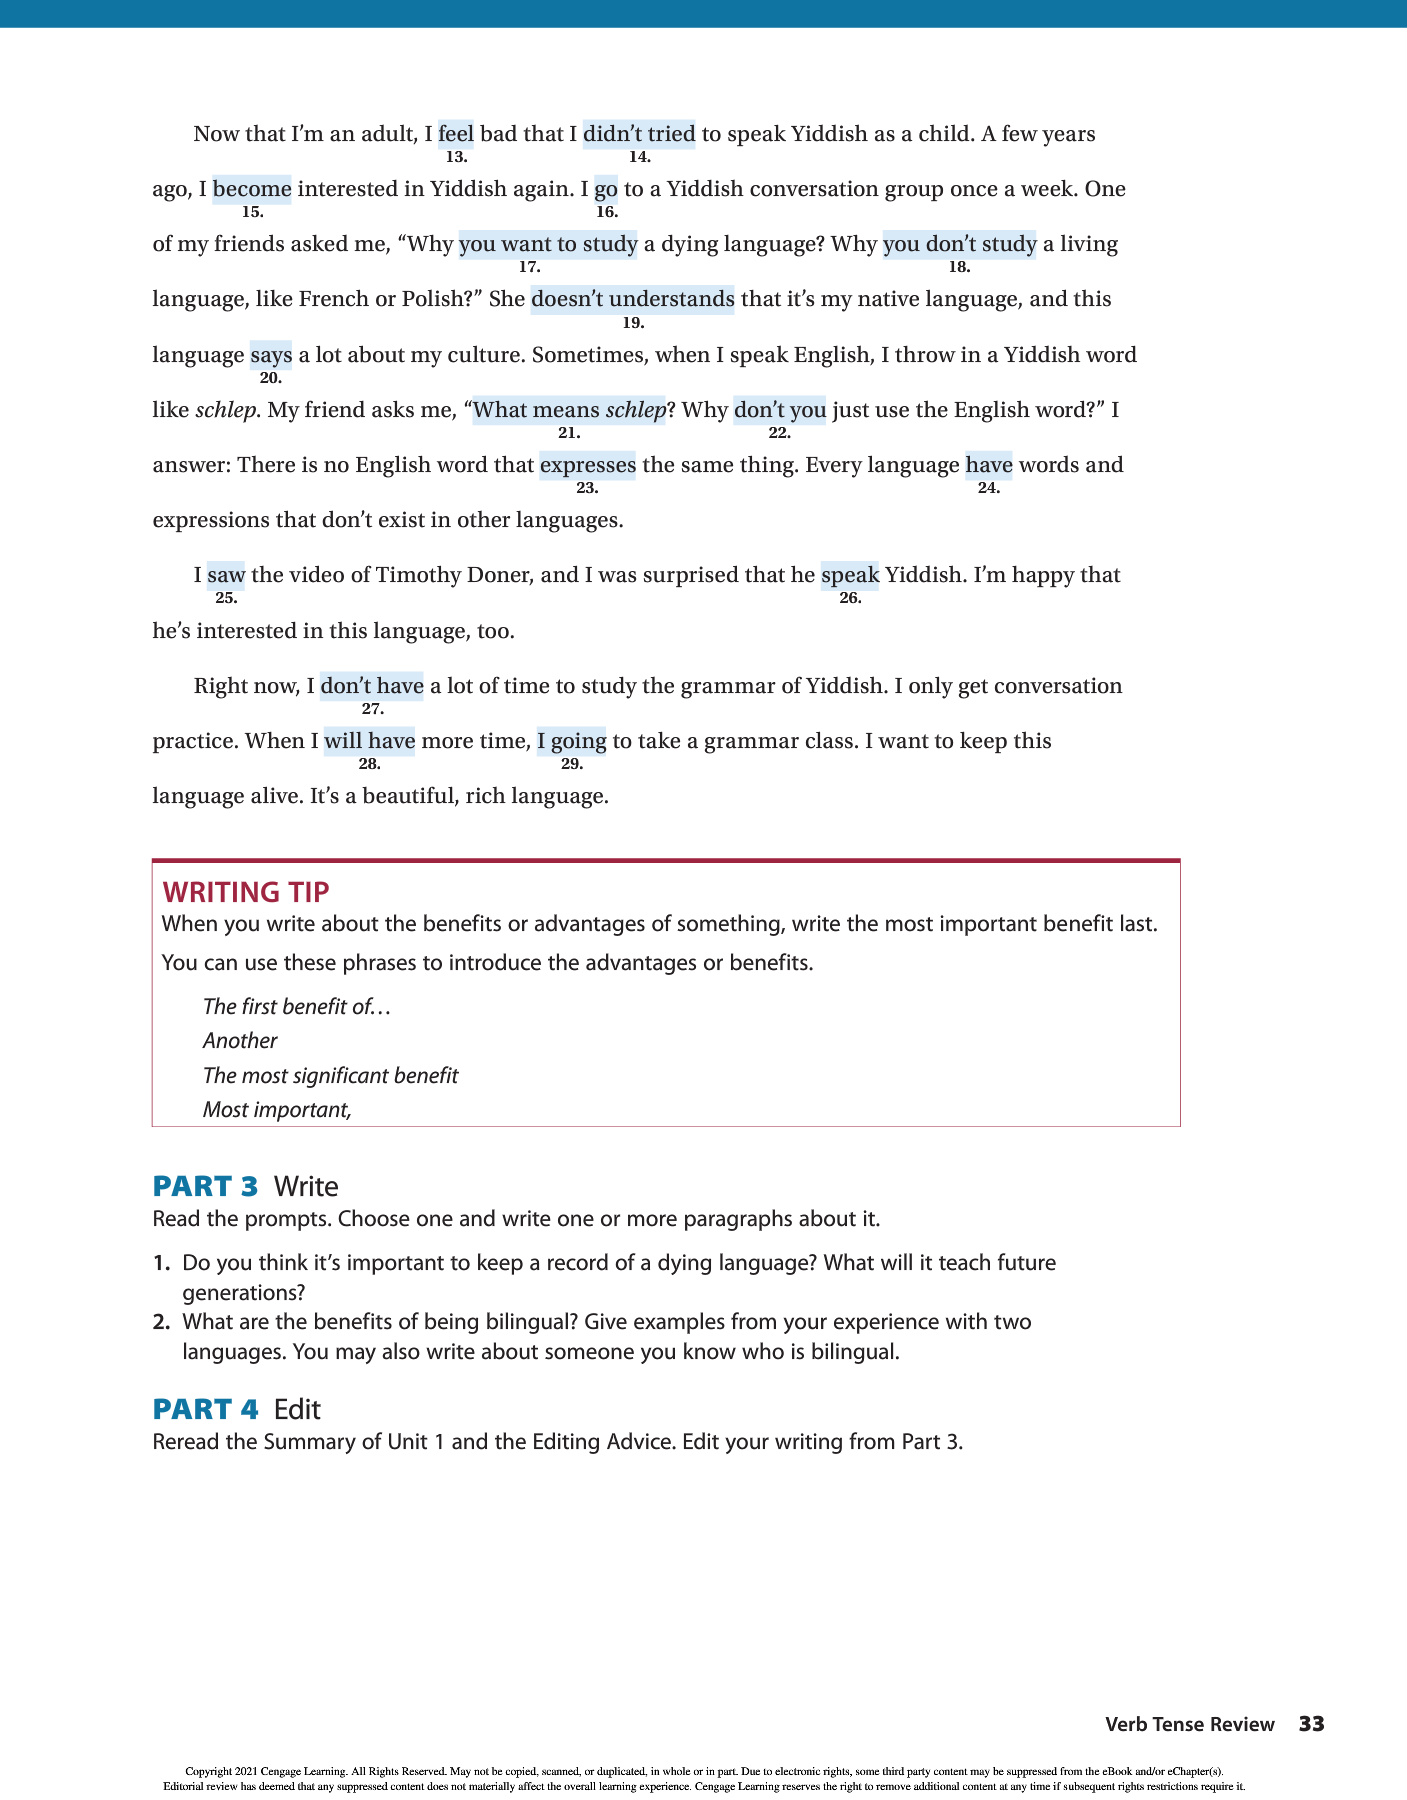 Now that I’m an adult, I feel bad that I didn’t tried to speak Yiddish as a child. A few years
13. 14.
ago, I become interested in Yiddish again. I go to a Yiddish conversation group once a week. One
15. 16.
of my friends asked me, “Why you want to study a dying language? Why you don’t study a living
17. 18.
language, like French or Polish?” She doesn’t understands that it’s my native language, and this
19.
language says a lot about my culture. Sometimes, when I speak English, I throw in a Yiddish word
20.
like schlep. My friend asks me, “What means schlep? Why don’t you just use the English word?” I
21. 22.
answer: There is no English word that expresses the same thing. Every language have words and
23. 24.
expressions that don’t exist in other languages.
I saw the video of Timothy Doner, and I was surprised that he speak Yiddish. I’m happy that
25. 26.
he’s interested in this language, too.
Right now, I don’t have a lot of time to study the grammar of Yiddish. I only get conversation
27.
practice. When I will have more time, I going to take a grammar class. I want to keep this
28. 29.
language alive. It’s a beautiful, rich language.
WRITING TIP
When you write about the benefits or advantages of something, write the most important benefit last.
You can use these phrases to introduce the advantages or benefits.
The first benefit of…
Another
The most significant benefit
Most important,
PART 3 Write
Read the prompts. Choose one and write one or more paragraphs about it.
1. Do you think it’s important to keep a record of a dying language? What will it teach future
generations?
2. What are the benefits of being bilingual? Give examples from your experience with two
languages. You may also write about someone you know who is bilingual.
PART 4 Edit
Reread the Summary of Unit 1 and the Editing Advice. Edit your writing from Part 3.
Verb Tense Review 33
Copyright 2021 Cengage Learning. All Rights Reserved. May not be copied, scanned, or duplicated, in whole or in part. Due to electronic rights, some third party content may be suppressed from the eBook and/or eChapter(s).
Editorial review has deemed that any suppressed content does not materially affect the overall learning experience. Cengage Learning reserves the right to remove additional content at any time if subsequent rights restrictions require it.